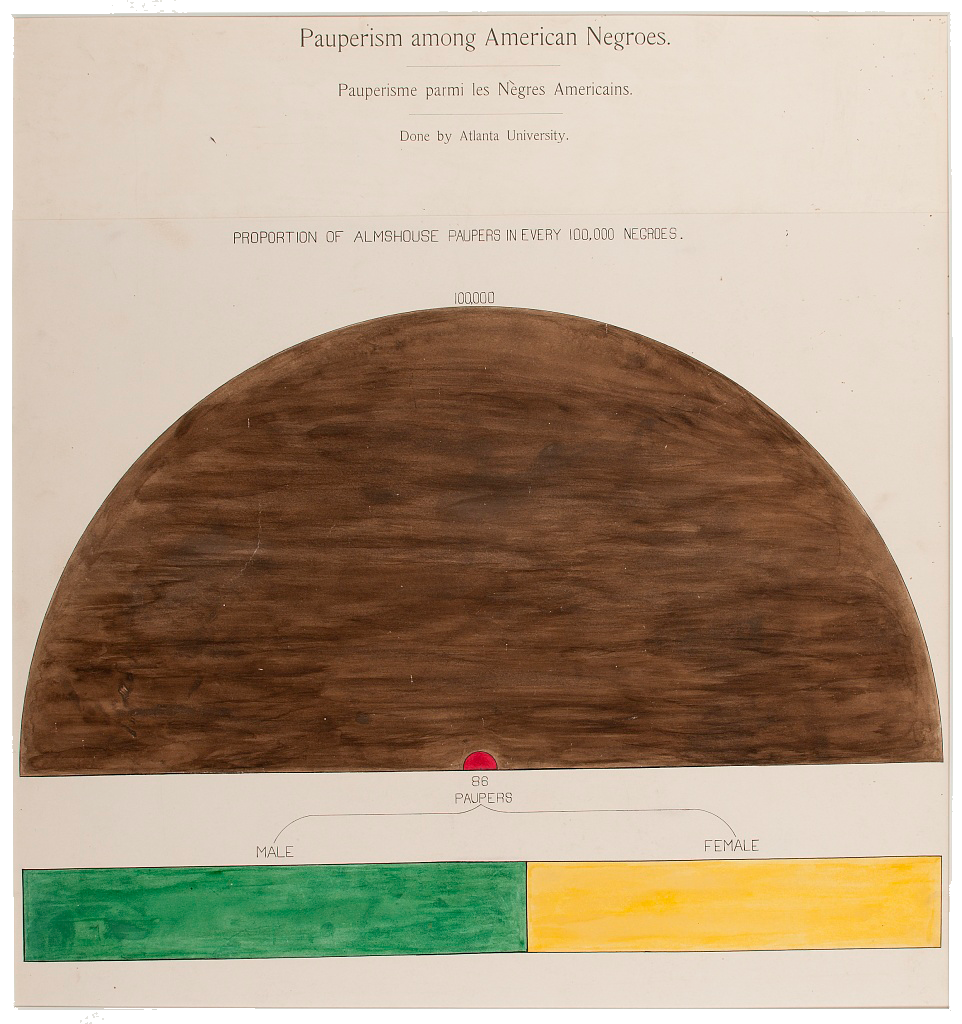 Pauperism among American Negroes.
Pauperisme parmi les Nègres Americains.
Done by Atlanta University.
PROPORTION OF ALMSHOUSE PAUPERS IN EVERY 100,000 NEGROES.
100,000
86
PAUPERS
MALE
FEMALE